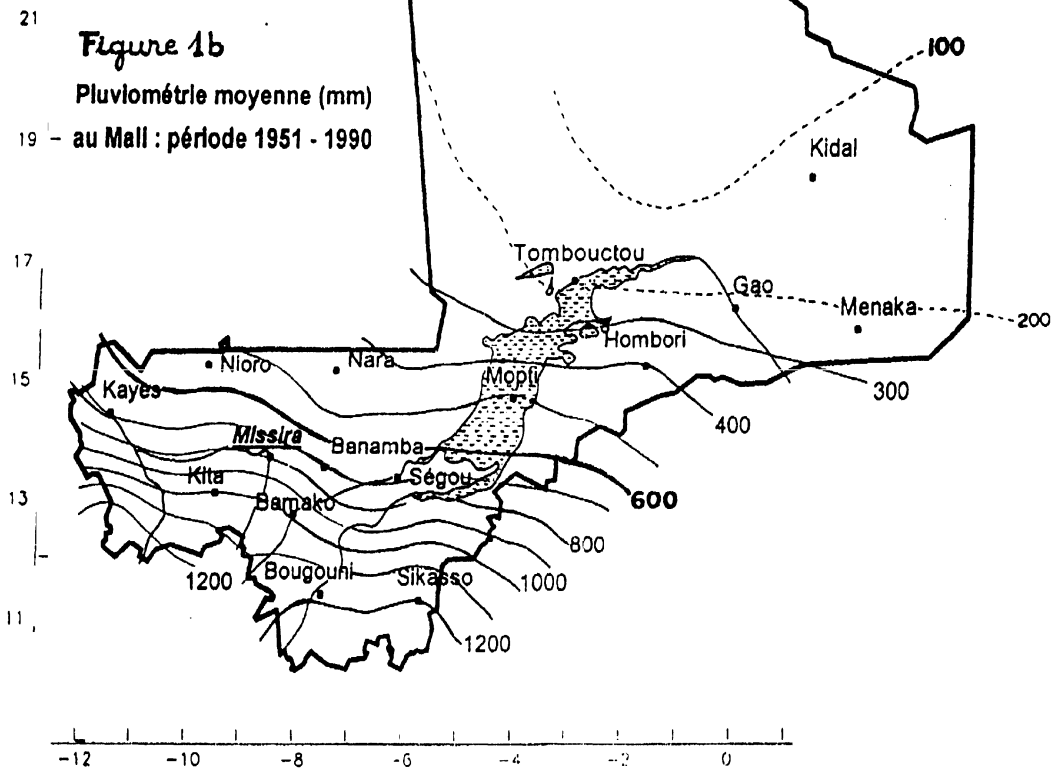 21
Figure 1b
Pluviométrie moyenne (mm)
19 - au Mali : période 1951 - 1990
100
Kidal
17
Tombouctou
Gao
Menaka
200
Hombori
Nioro
Nara
15
Mopti
300
Kayes
400
Missira
Banamba
Kita
Ségou
13
Bamako
600
800
Bougouni
Sikasso
1200
1000
11
1200
-12
-10
-8
-6
-4
-2
0